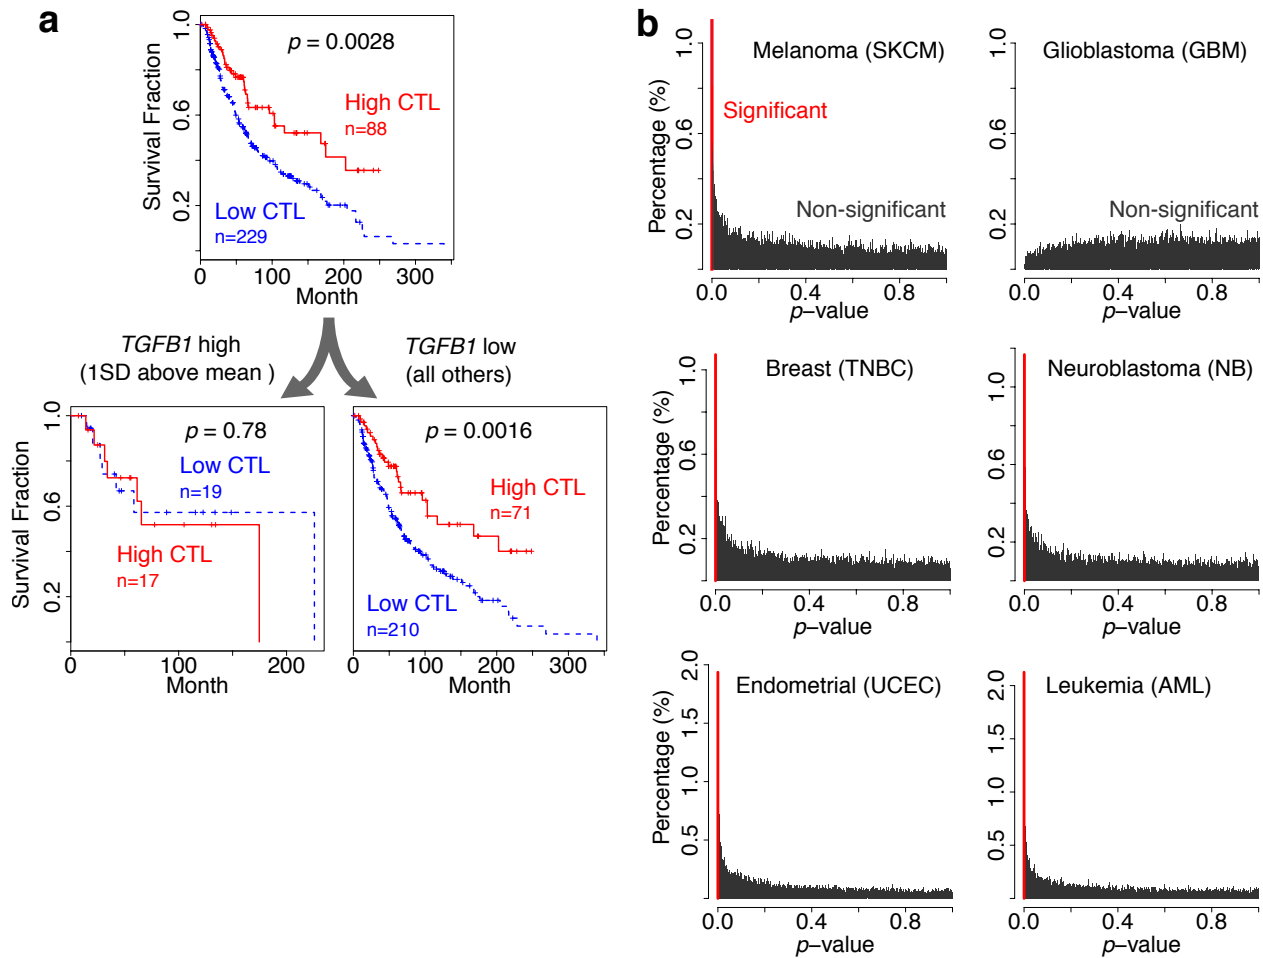 a
p = 0.0028
High CTL
n=88
Low CTL
n=229
Survival Fraction
1.0
0.6
0.2
0
100
200
300
Month
TGFB1 high
(1SD above mean )
TGFB1 low
(all others)
p = 0.78
Low CTL
n=19
High CTL
n=17
Survival Fraction
1.0
0.6
0.2
0
100
200
Month
p = 0.0016
High CTL
n=71
Low CTL
n=210
0
100
200
300
Month
b
Melanoma (SKCM)
Significant
Non-significant
Percentage (%)
1.0
0.6
0.2
0.0
0.4
0.8
p–value
Glioblastoma (GBM)
Non-significant
1.0
0.6
0.2
0.0
0.4
0.8
p–value
Breast (TNBC)
Percentage (%)
1.0
0.6
0.2
0.0
0.4
0.8
p–value
Neuroblastoma (NB)
1.0
0.6
0.2
0.0
0.4
0.8
p–value
Endometrial (UCEC)
Percentage (%)
2.0
1.5
1.0
0.5
0.0
0.4
0.8
p–value
Leukemia (AML)
2.0
1.5
1.0
0.5
0.0
0.4
0.8
p–value